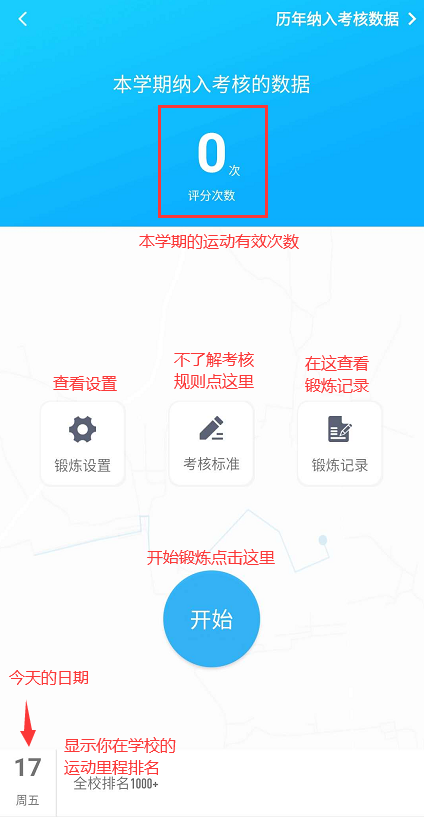 历年纳入考核数据
本学期纳入考核的数据
0次
评分次数
本学期的运动有效次数
查看设置
不了解考核
规则点这里
在这查看
锻炼记录
锻炼设置
考核标准
锻炼记录
开始锻炼点击这里
开始
今天的日期
显示你在学校的
运动里程排名
17
周五
全校排名1000+